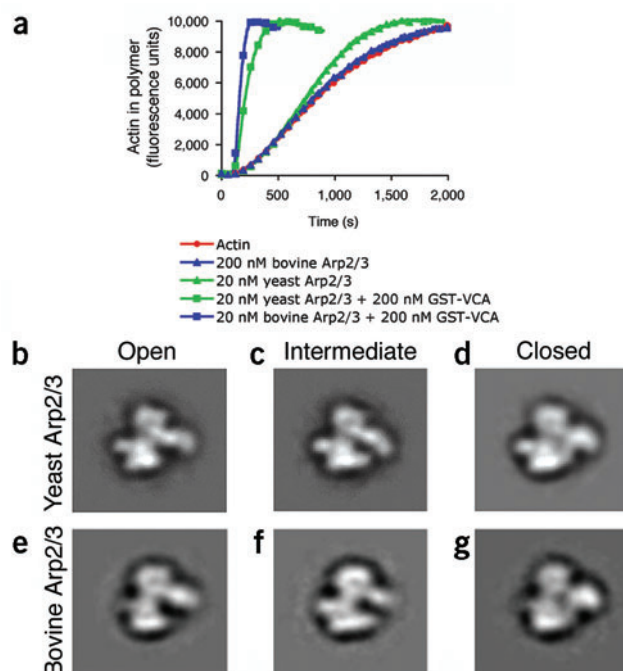 a
10,000
8,000
6,000
4,000
2,000
0
Actin in polymer
(fluorescence units)
0 500 1,000 1,500 2,000
Time (s)
Actin
200 nM bovine Arp2/3
20 nM yeast Arp2/3
20 nM yeast Arp2/3 + 200 nM GST-VCA
20 nM bovine Arp2/3 + 200 nM GST-VCA
b Open c Intermediate d Closed
Yeast Arp2/3
e f g
Bovine Arp2/3